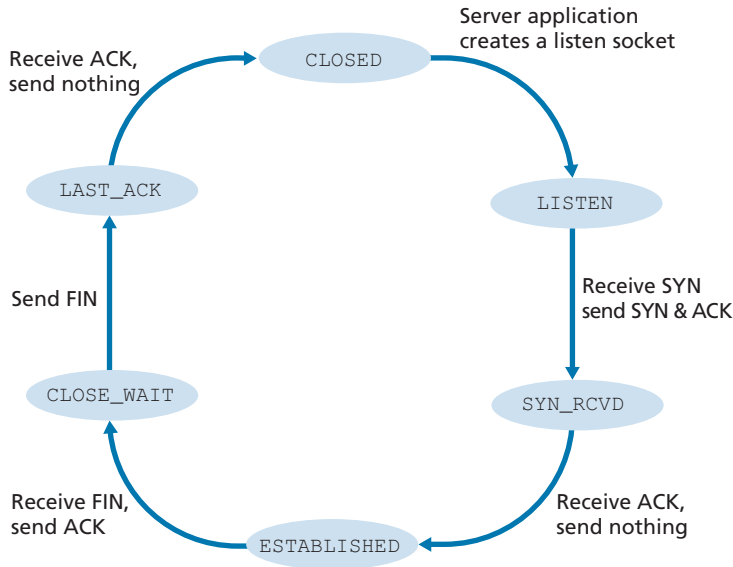 Server application
creates a listen socket
CLOSED
Receive ACK,
send nothing
LAST_ACK
LISTEN
Send FIN
Receive SYN
send SYN & ACK
CLOSE_WAIT
SYN_RCVD
Receive FIN,
send ACK
Receive ACK,
send nothing
ESTABLISHED